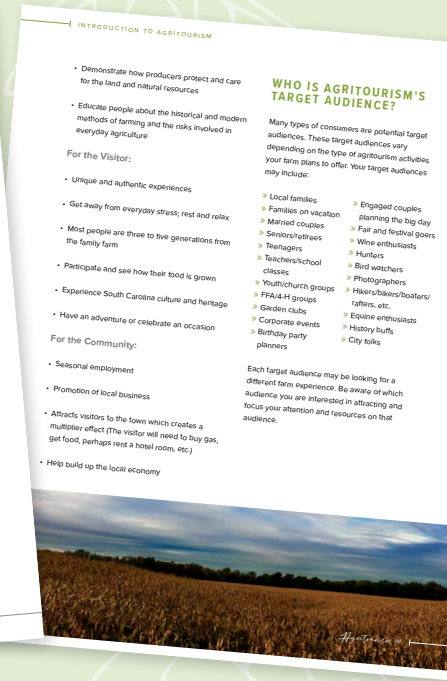 INTRODUCTION TO AGRITOURISM
• Demonstrate how producers protect and care
for the land and natural resources
• Educate people about the historical and modern
methods of farming and the risks involved in
everyday agriculture
For the Visitor:
• Unique and authentic experiences
• Get away from everyday stress; rest and relax
• Most people are three to five generations from
the family farm
• Participate and see how their food is grown
• Experience South Carolina culture and heritage
• Have an adventure or celebrate an occasion
For the Community:
• Seasonal employment
• Promotion of local business
• Attracts visitors to the town which creates a
multiplier effect (The visitor will need to buy gas,
get food, perhaps rent a hotel room, etc.)
• Help build up the local economy
WHO IS AGRITOURISM'S
TARGET AUDIENCE?
Many types of consumers are potential target
audiences. These target audiences vary
depending on the type of agritourism activities
your farm plans to offer. Your target audiences
may include:
» Local families
» Families on vacation
» Married couples
» Seniors/retirees
» Teenagers
» Teachers/school
classes
» Youth/church groups
» FFA/4-H groups
» Garden clubs
» Corporate events
» Birthday party
planners
» Engaged couples
planning the big day
» Fair and festival goers
» Wine enthusiasts
» Hunters
» Bird watchers
» Photographers
» Hikers/bikers/boaters/
rafters, etc.
» Equine enthusiasts
» History buffs
» City folks
Each target audience may be looking for a
different farm experience. Be aware of which
audience you are interested in attracting and
focus your attention and resources on that
audience.